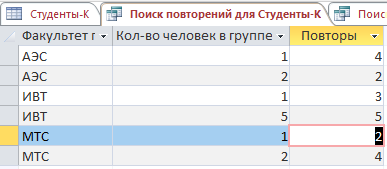 Студенты-К Поиск повторений для Студенты-К Поис
Факультет г Кол-во человек в группе Повторы
АЭС 1 4
АЭС 2 2
ИВТ 1 3
ИВТ 5 5
МТС 1 2
МТС 2 4